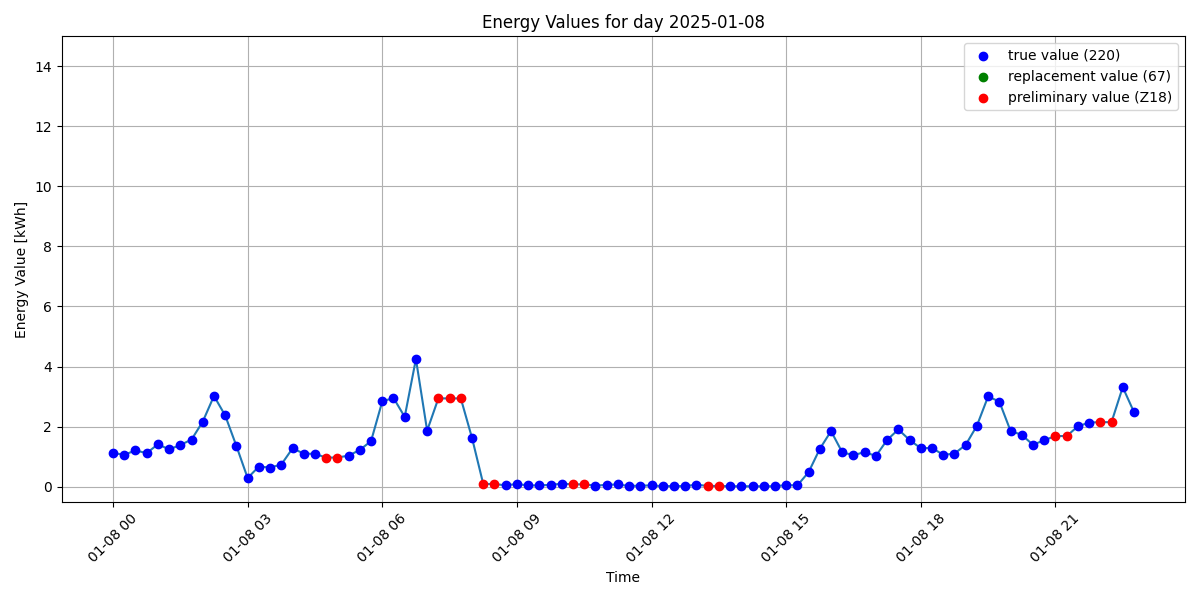 Energy Values for day 2025-01-08
true value (220)
replacement value (67)
preliminary value (Z18)
Energy Value [kWh]
14
12
10
8
6
4
2
0
01-08 00
01-08 03
01-08 06
01-08 09
01-08 12
01-08 15
01-08 18
01-08 21
Time